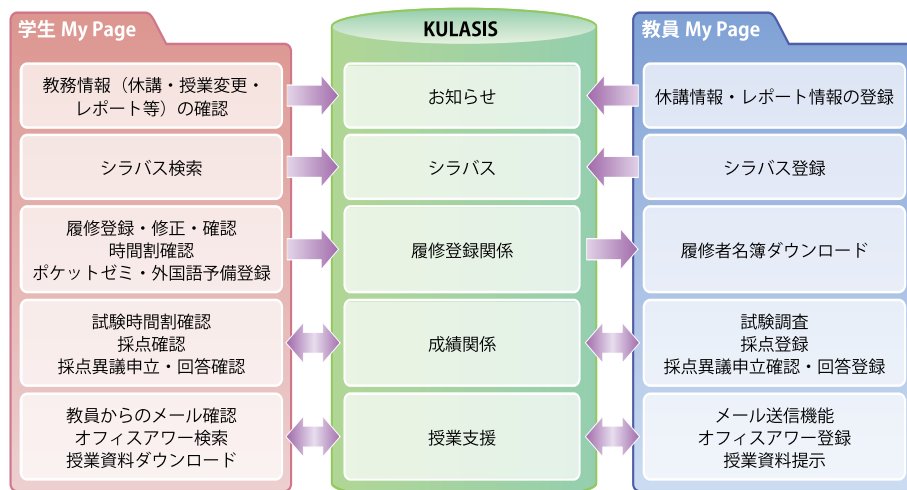 学生 My Page
KULASIS
教員 My Page
教務情報（休講・授業変更・
レポート等）の確認
お知らせ
休講情報・レポート情報の登録
シラバス検索
シラバス
シラバス登録
履修登録・修正・確認
時間割確認
ポケットゼミ・外国語予備登録
履修登録関係
履修者名簿ダウンロード
試験時間割確認
採点確認
採点異議申立・回答確認
成績関係
試験調査
採点登録
採点異議申立確認・回答登録
教員からのメール確認
オフィスアワー検索
授業資料ダウンロード
授業支援
メール送信機能
オフィスアワー登録
授業資料提示